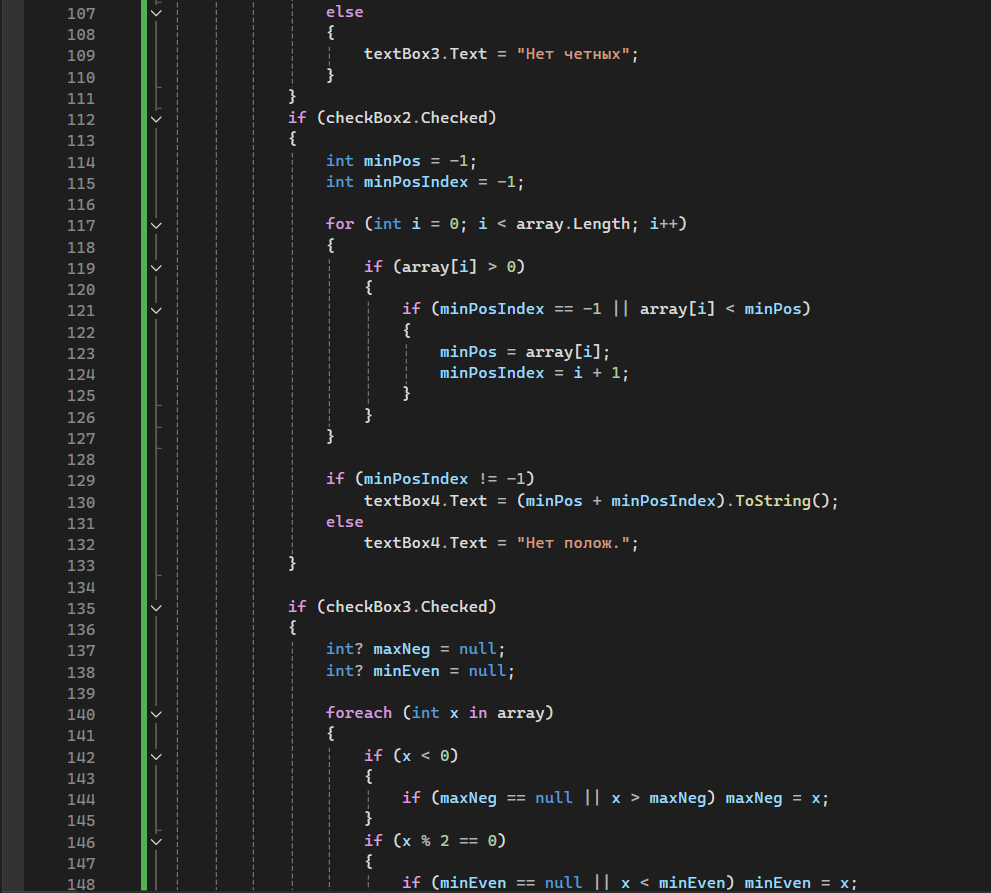 107 else
108 {
109 textBox3.Text = "Нет четных";
110 }
111 }
112 if (checkBox2.Checked)
113 {
114 int minPos = -1;
115 int minPosIndex = -1;
116
117 for (int i = 0; i < array.Length; i++)
118 {
119 if (array[i] > 0)
120 {
121 if (minPosIndex == -1 || array[i] < minPos)
122 {
123 minPos = array[i];
124 minPosIndex = i + 1;
125 }
126 }
127 }
128
129 if (minPosIndex != -1)
130 textBox4.Text = (minPos + minPosIndex).ToString();
131 else
132 textBox4.Text = "Нет полож.";
133 }
134
135 if (checkBox3.Checked)
136 {
137 int? maxNeg = null;
138 int? minEven = null;
139
140 foreach (int x in array)
141 {
142 if (x < 0)
143 {
144 if (maxNeg == null || x > maxNeg) maxNeg = x;
145 }
146 if (x % 2 == 0)
147 {
148 if (minEven == null || x < minEven) minEven = x;